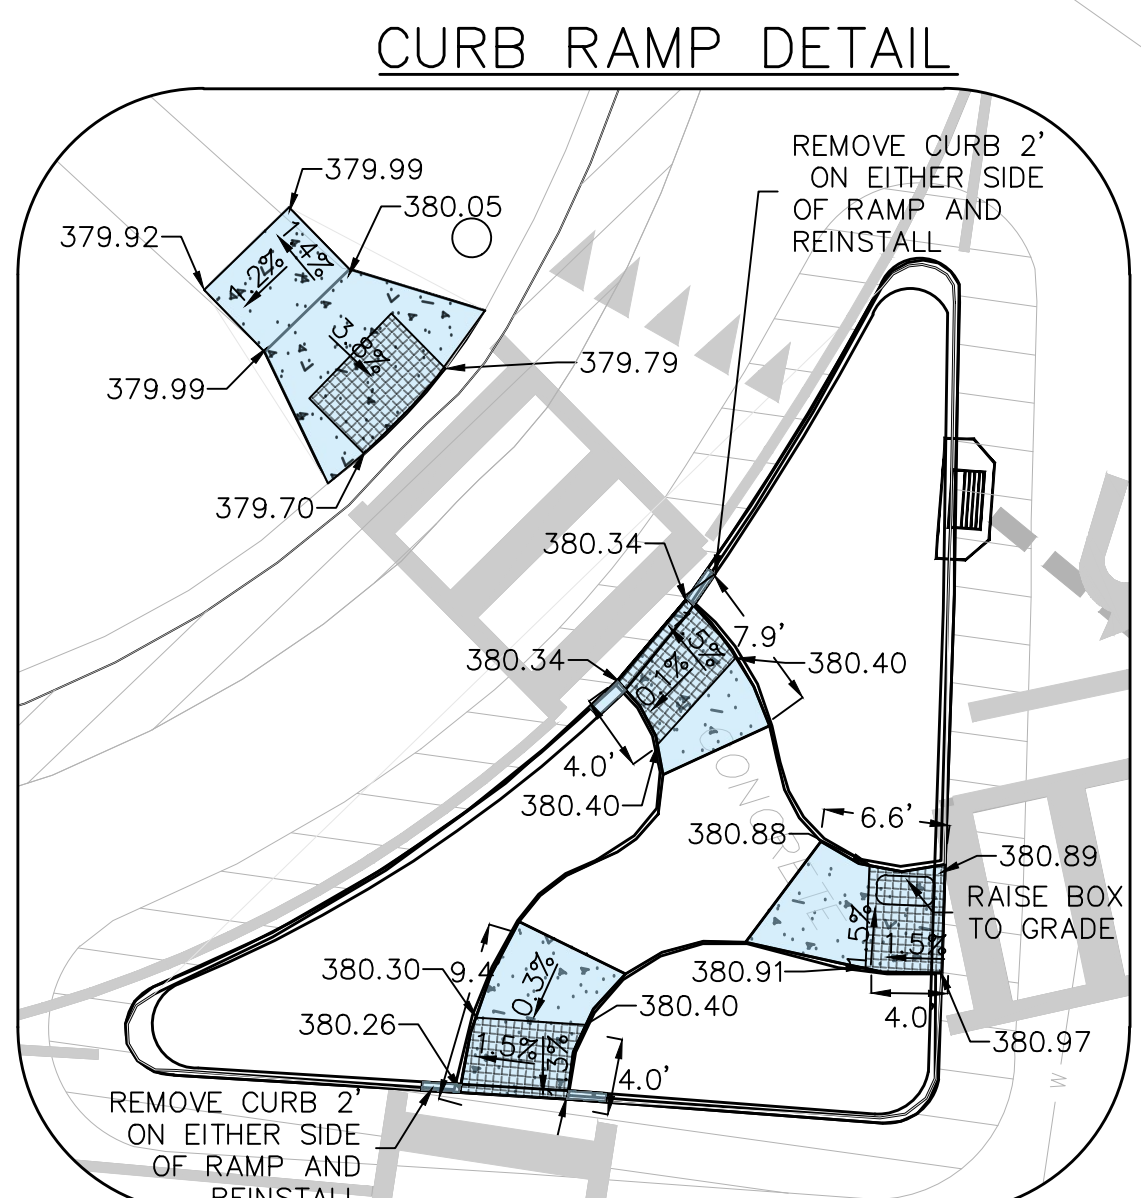 CURB RAMP DETAIL
REMOVE CURB 2'
ON EITHER SIDE
OF RAMP AND
REINSTALL
379.99
380.05
379.92
1.4%
1.2%
3.8%
379.79
379.99
379.70
380.34
7.9'
380.34
380.40
.5%
0.1%
4.0'
380.40
CONCRETE
6.6'
380.88
380.89
RAISE BOX
TO GRADE
1.5%
380.91
4.0'
380.97
380.30
9.4
0.3%
380.40
380.26
1.5%
4.0'
W
REMOVE CURB 2'
ON EITHER SIDE
OF RAMP AND
REINSTALL